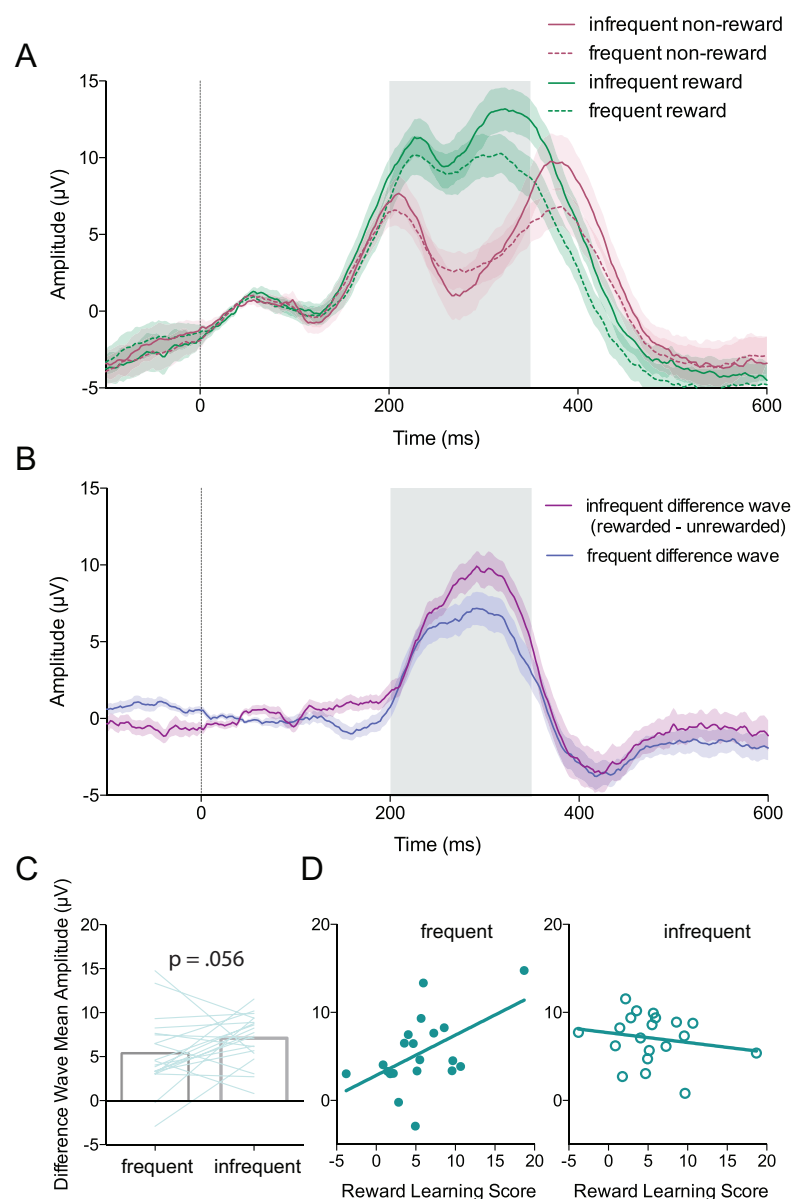 infrequent non-reward
A
frequent non-reward
infrequent reward
frequent reward
15
10
5
0
-5
Amplitude (µV)
0
200
400
600
Time (ms)
B
15
10
5
0
-5
Amplitude (µV)
infrequent difference wave
(rewarded - unrewarded)
frequent difference wave
0
200
400
600
Time (ms)
C
Difference Wave Mean Amplitude (µV)
20
15
10
5
0
-5
p = .056
frequent
infrequent
D
20
10
0
frequent
-5
0
5
10
15
20
Reward Learning Score
20
10
0
infrequent
-5
0
5
10
15
20
Reward Learning Score